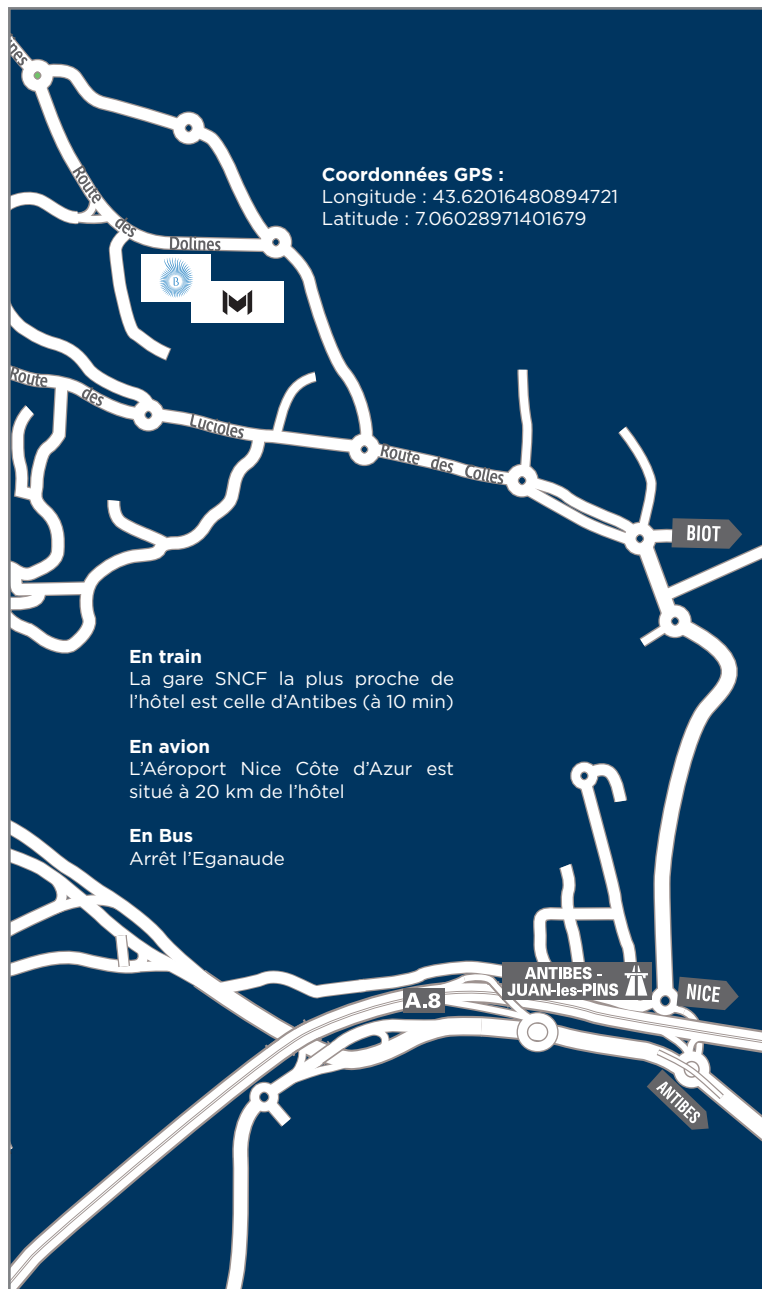 Coordonnées GPS :
Longitude : 43.62016480894721
Latitude : 7.06028971401679
Route des Dolines
B
Route des Lucioles
Route des Colles
BIOT
En train
La gare SNCF la plus proche de
l’hôtel est celle d’Antibes (à 10 min)
En avion
L’Aéroport Nice Côte d’Azur est
situé à 20 km de l’hôtel
En Bus
Arrêt l’Eganaude
ANTIBES -
JUAN-les-PINS
A.8
NICE
ANTIBES